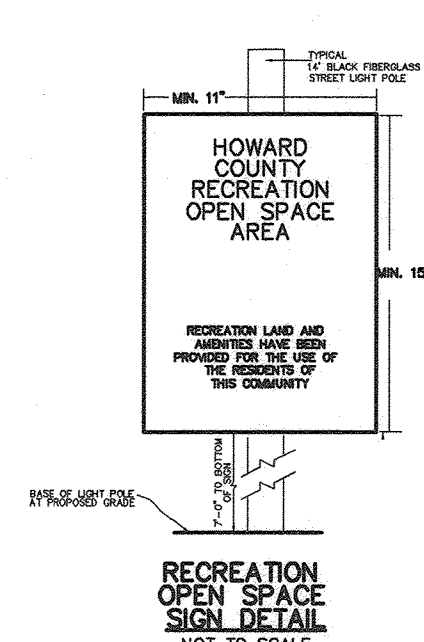 TYPICAL
14' BLACK FIBERGLASS
STREET LIGHT POLE
MIN. 11"
HOWARD
COUNTY
RECREATION
OPEN SPACE
AREA
MIN. 15
RECREATION LAND AND
AMENITIES HAVE BEEN
PROVIDED FOR THE USE OF
THE RESIDENTS OF
THIS COMMUNITY
7'-0" TO BOTTOM
OF SIGN
BASE OF LIGHT POLE
AT PROPOSED GRADE
RECREATION
OPEN SPACE
SIGN DETAIL
NOT TO SCALE